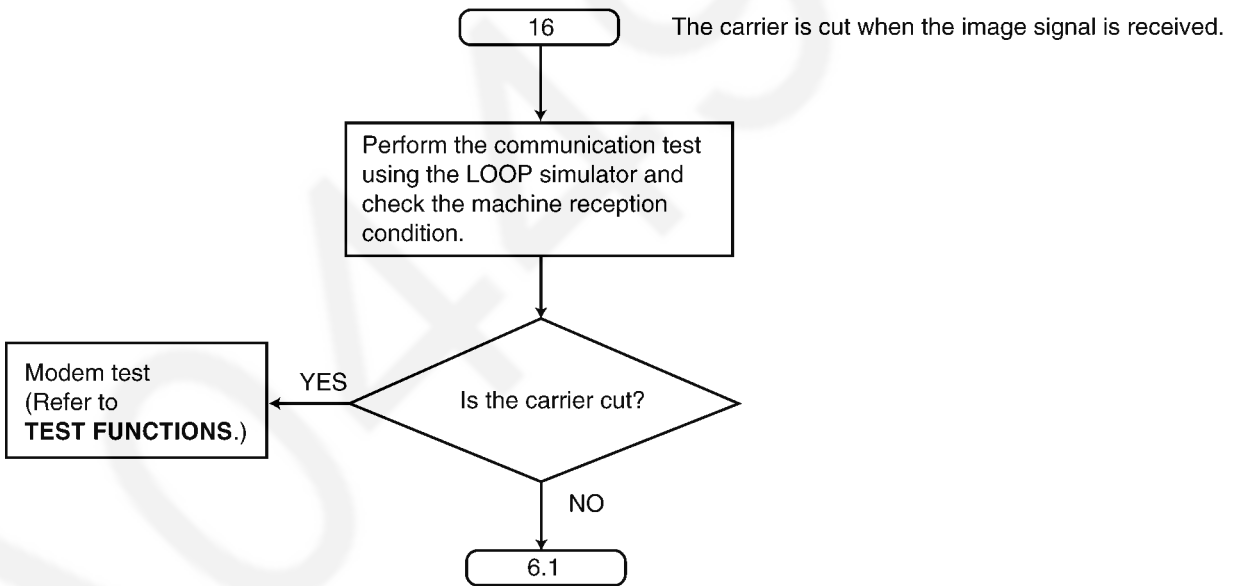 16
The carrier is cut when the image signal is received.
Perform the communication test
using the LOOP simulator and
check the machine reception
condition.
Modem test
(Refer to
TEST FUNCTIONS.)
YES
Is the carrier cut?
NO
6.1